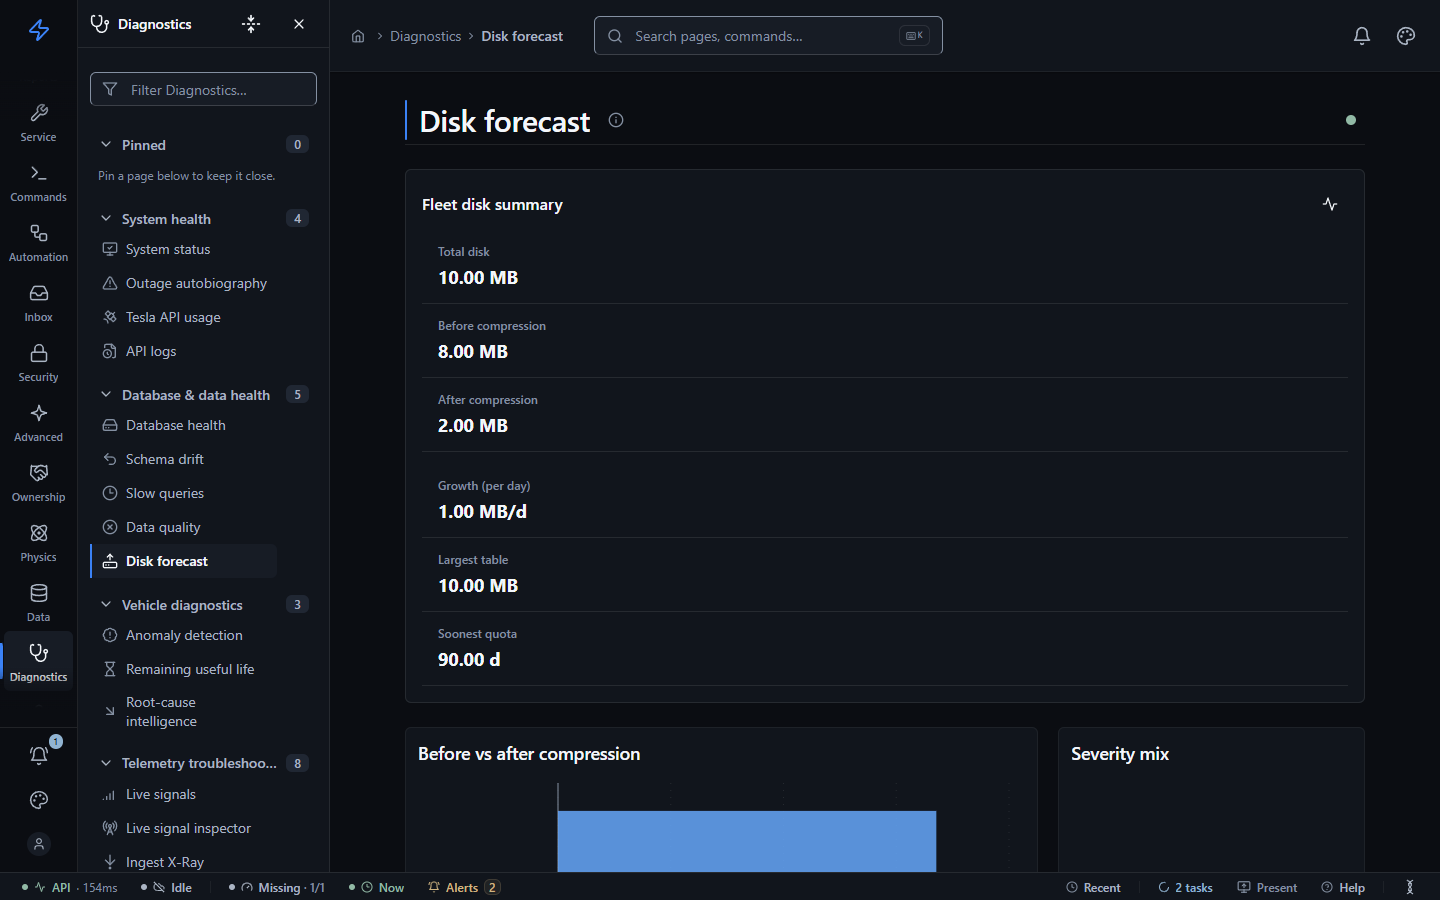 Diagnostics
Diagnostics
Disk forecast
Search pages, commands...
K
Filter Diagnostics...
Service
Commands
Automation
Inbox
Security
Advanced
Ownership
Physics
Data
Diagnostics
1
Pinned
0
Pin a page below to keep it close.
System health
4
System status
Outage autobiography
Tesla API usage
API logs
Database & data health
5
Database health
Schema drift
Slow queries
Data quality
Disk forecast
Vehicle diagnostics
3
Anomaly detection
Remaining useful life
Root-cause
intelligence
Telemetry troubleshoo...
8
Live signals
Live signal inspector
Ingest X-Ray
Disk forecast
Fleet disk summary
Total disk
10.00 MB
Before compression
8.00 MB
After compression
2.00 MB
Growth (per day)
1.00 MB/d
Largest table
10.00 MB
Soonest quota
90.00 d
Before vs after compression
Severity mix
API · 154ms
Idle
Missing · 1/1
Now
Alerts 2
Recent
2 tasks
Present
Help